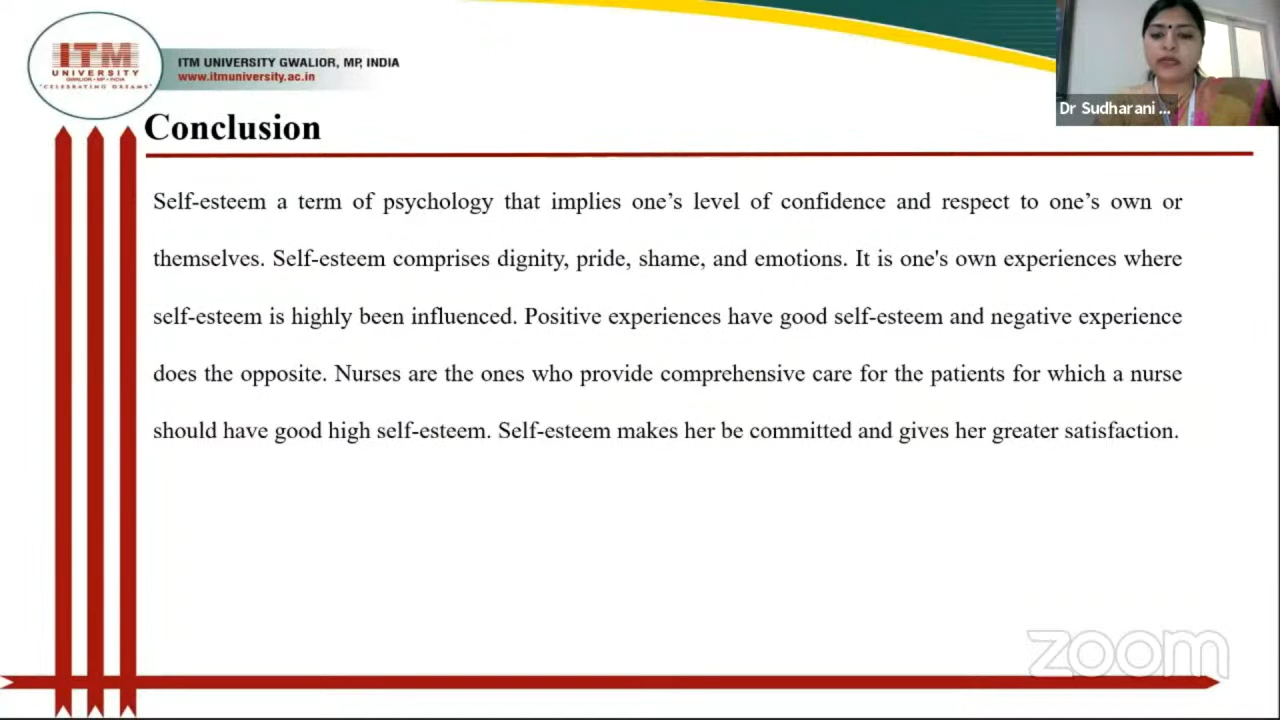 ITM
UNIVERSITY
GWALIOR • MP • INDIA
"CELEBRATING DREAMS"
ITM UNIVERSITY GWALIOR, MP, INDIA
www.itmuniversity.ac.in
Dr Sudharani ...
Conclusion
Self-esteem a term of psychology that implies one’s level of confidence and respect to one’s own or
themselves. Self-esteem comprises dignity, pride, shame, and emotions. It is one's own experiences where
self-esteem is highly been influenced. Positive experiences have good self-esteem and negative experience
does the opposite. Nurses are the ones who provide comprehensive care for the patients for which a nurse
should have good high self-esteem. Self-esteem makes her be committed and gives her greater satisfaction.
zoom